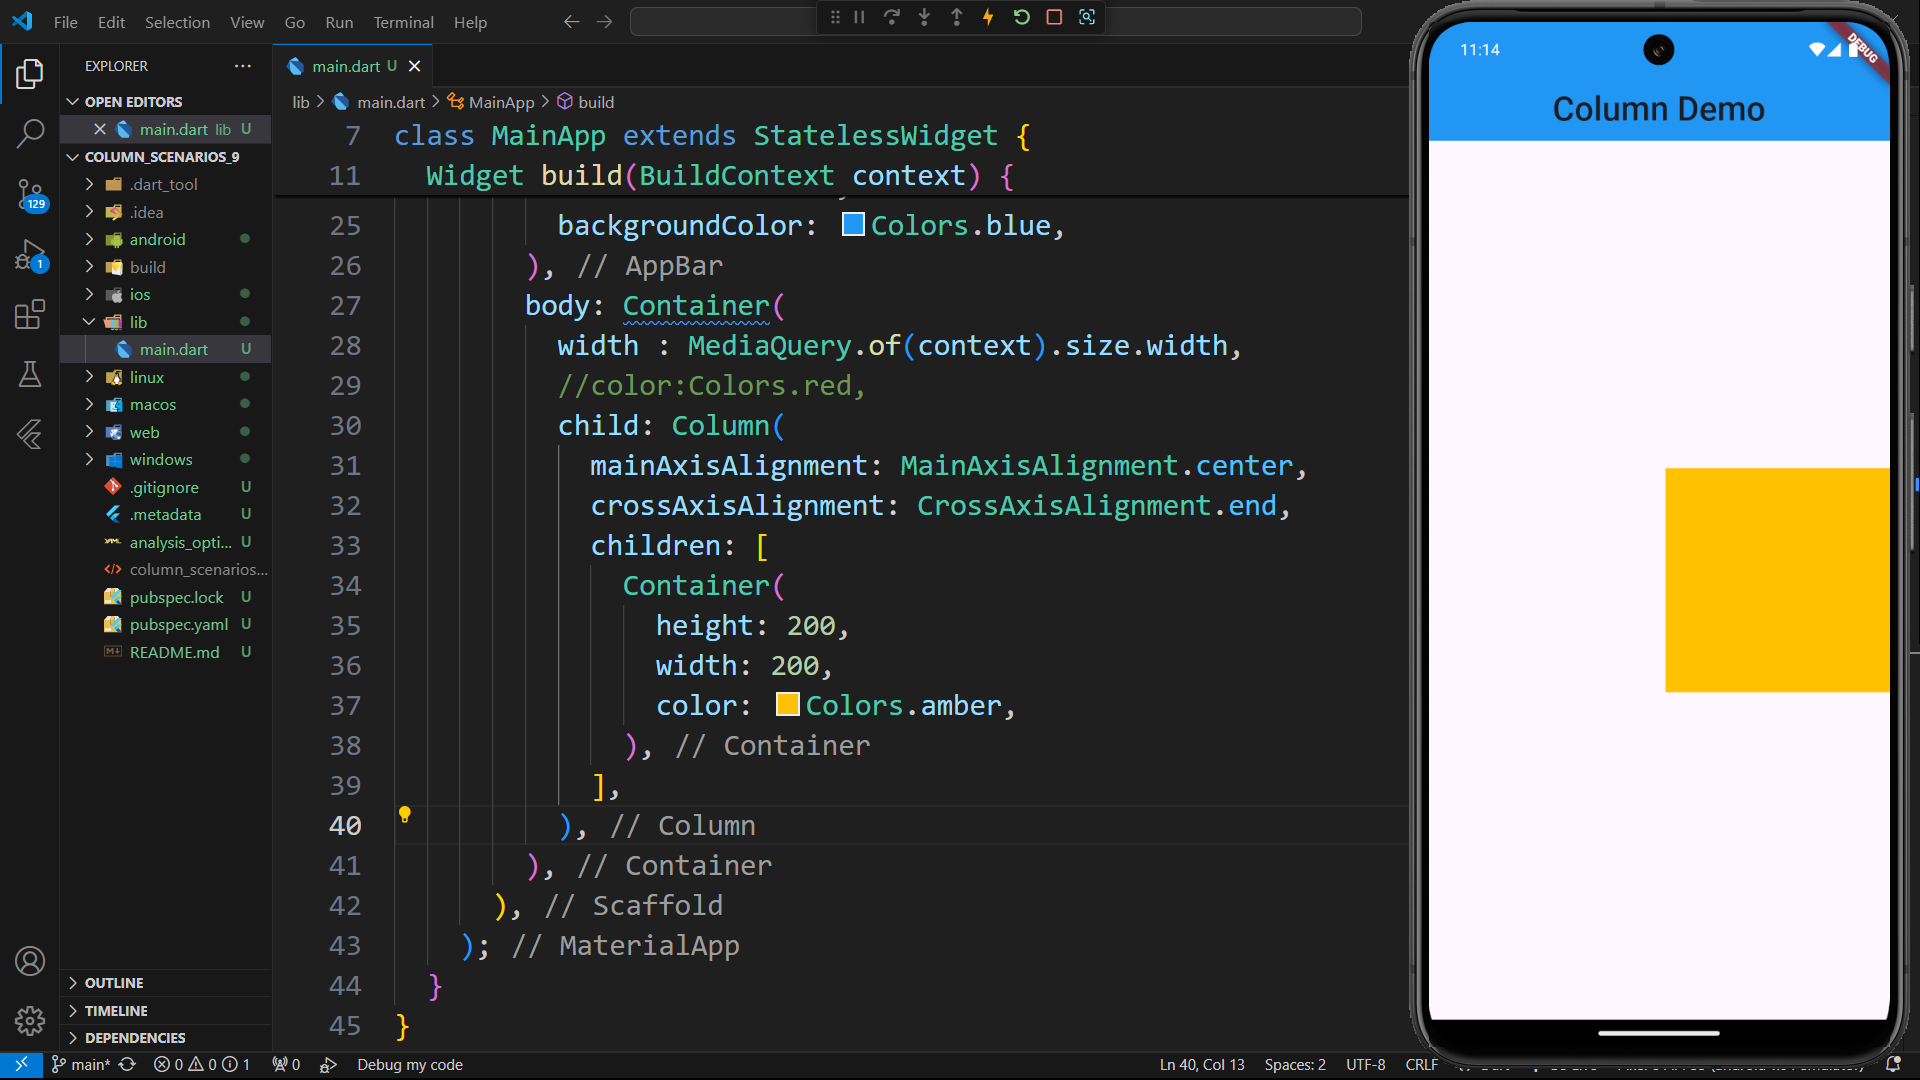 File Edit Selection View Go Run Terminal Help
EXPLORER
OPEN EDITORS
main.dart lib U
COLUMN_SCENARIOS_9
.dart_tool
.idea
android
build
ios
lib
main.dart U
linux
macos
web
windows
.gitignore U
.metadata U
analysis_opti... U
column_scenarios...
pubspec.lock U
pubspec.yaml U
README.md U
OUTLINE
TIMELINE
DEPENDENCIES
129
1
main.dart U
lib > main.dart > MainApp > build
7 class MainApp extends StatelessWidget {
11 Widget build(BuildContext context) {
25 backgroundColor: Colors.blue,
26 ), // AppBar
27 body: Container(
28 width : MediaQuery.of(context).size.width,
29 //color:Colors.red,
30 child: Column(
31 mainAxisAlignment: MainAxisAlignment.center,
32 crossAxisAlignment: CrossAxisAlignment.end,
33 children: [
34 Container(
35 height: 200,
36 width: 200,
37 color: Colors.amber,
38 ), // Container
39 ],
40 ), // Column
41 ), // Container
42 ), // Scaffold
43 ); // MaterialApp
44 }
45 }
11:14
DEBUG
Column Demo
main* 0 0 1 0 Debug my code
Ln 40, Col 13 Spaces: 2 UTF-8 CRLF